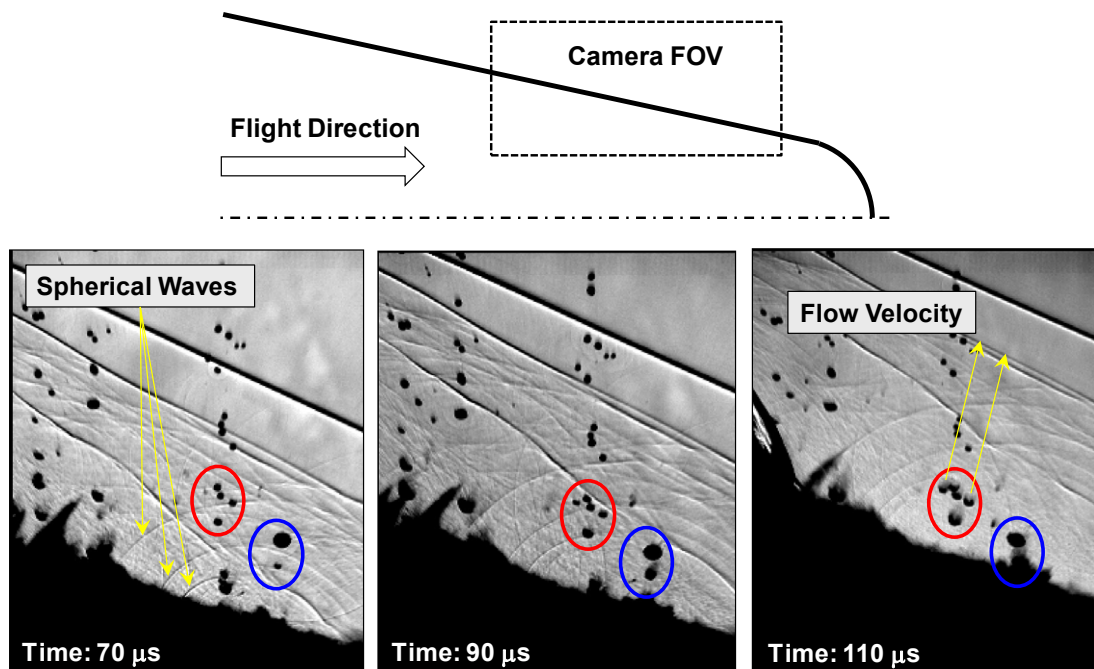 Camera FOV
Flight Direction
Spherical Waves
Flow Velocity
Time: 70 μs
Time: 90 μs
Time: 110 μs